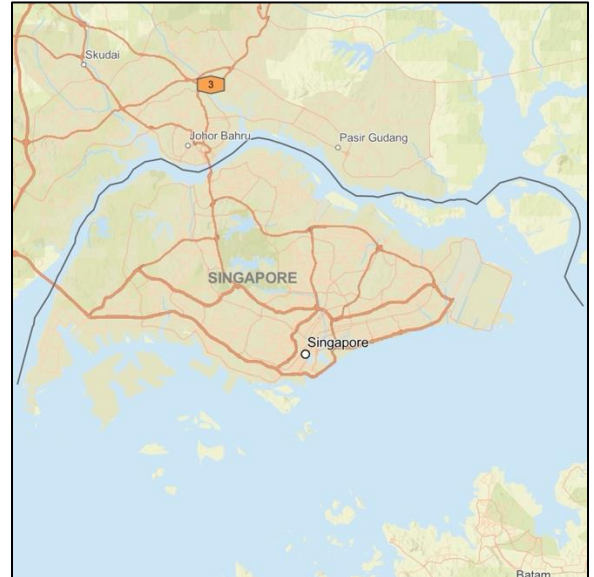 Skudai
3
Johor Bahru
Pasir Gudang
SINGAPORE
Singapore
Batam